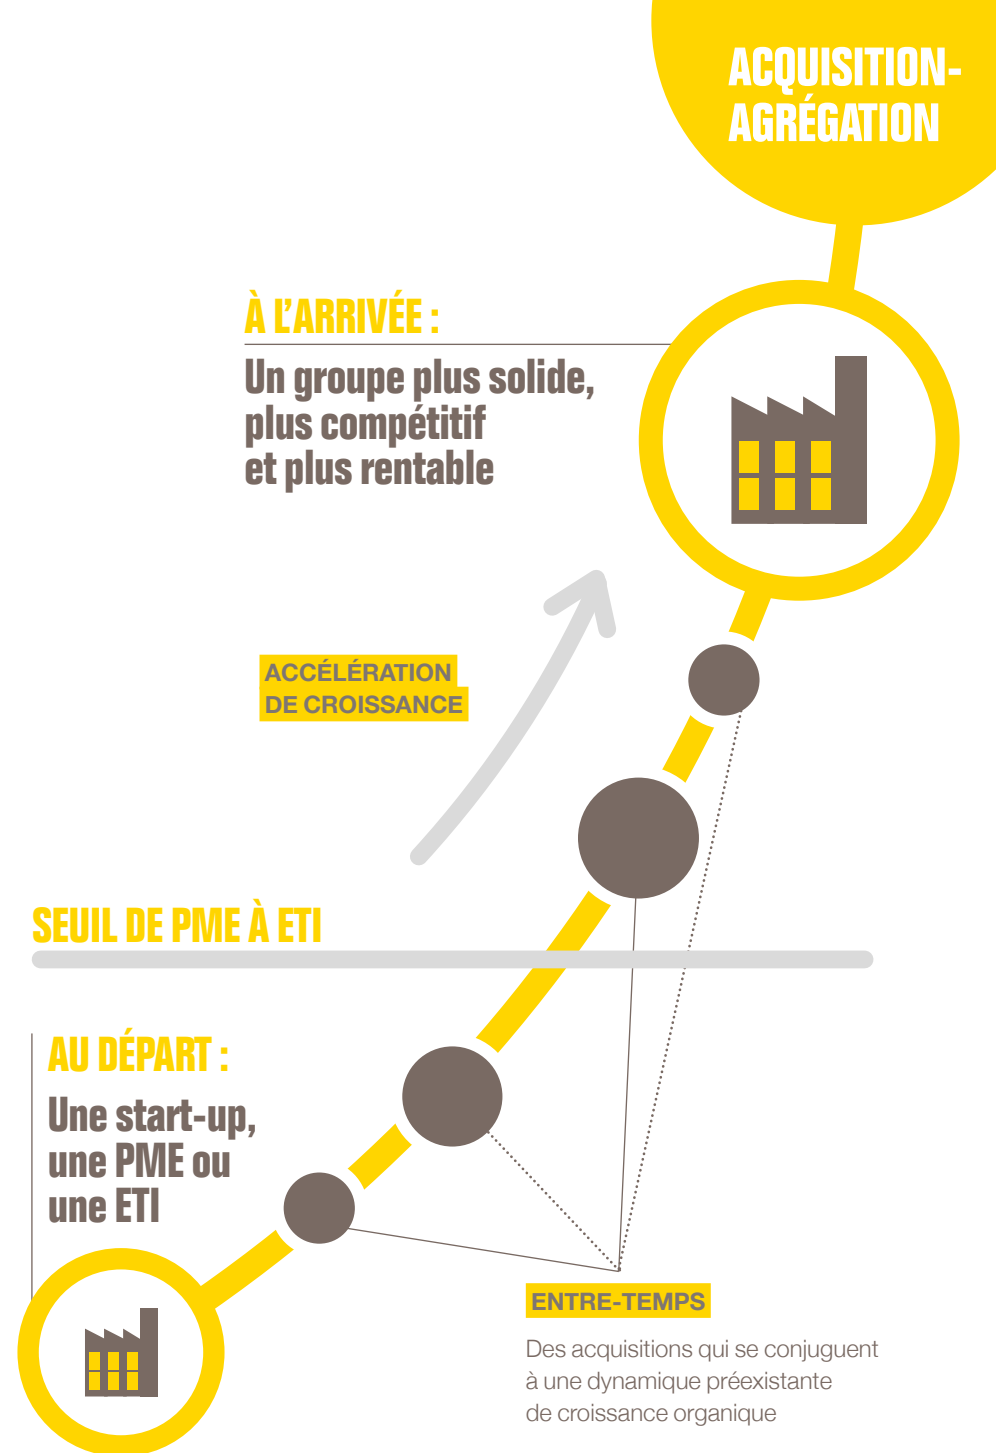 ACQUISITION-
AGRÉGATION
À L’ARRIVÉE :
Un groupe plus solide,
plus compétitif
et plus rentable
ACCÉLÉRATION
DE CROISSANCE
SEUIL DE PME À ETI
AU DÉPART :
Une start-up,
une PME ou
une ETI
ENTRE-TEMPS
Des acquisitions qui se conjuguent
à une dynamique préexistante
de croissance organique